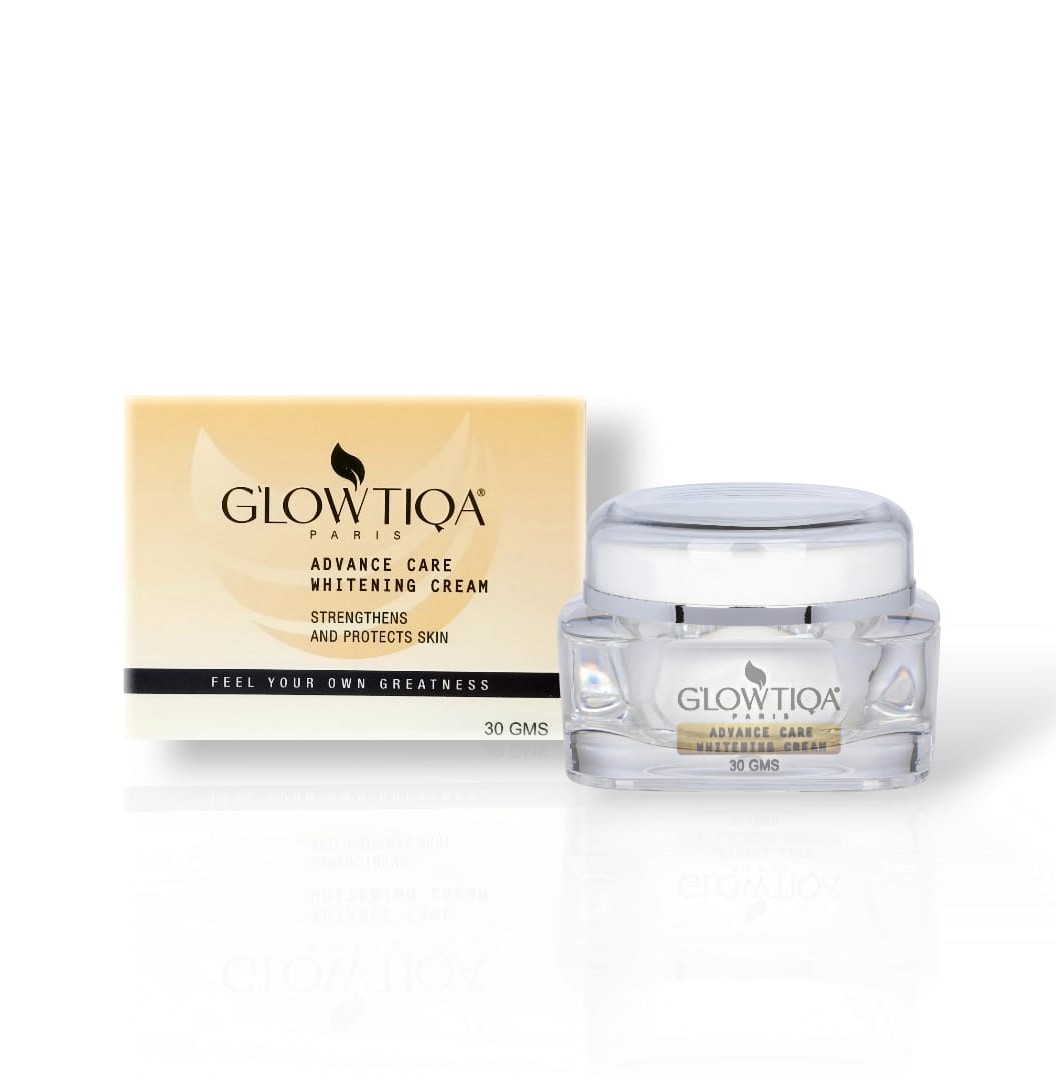 GLOWTIQA®
PARIS
ADVANCE CARE
WHITENING CREAM
STRENGTHENS
AND PROTECTS SKIN
FEEL YOUR OWN GREATNESS
30 GMS
GLOWTIQA®
PARIS
ADVANCE CARE
WHITENING CREAM
30 GMS